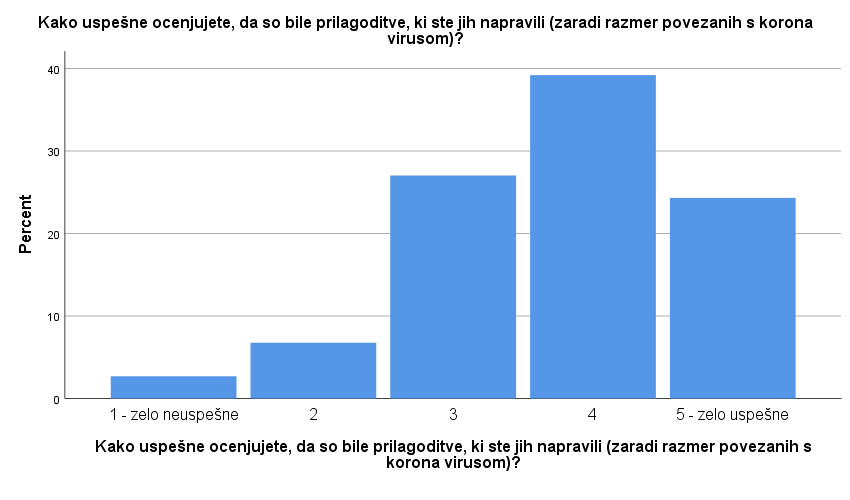 Kako uspešne ocenjujete, da so bile prilagoditve, ki ste jih napravili (zaradi razmer povezanih s korona
virusom)?
40
30
20
10
0
Percent
1 - zelo neuspešne
2
3
4
5 - zelo uspešne
Kako uspešne ocenjujete, da so bile prilagoditve, ki ste jih napravili (zaradi razmer povezanih s
korona virusom)?